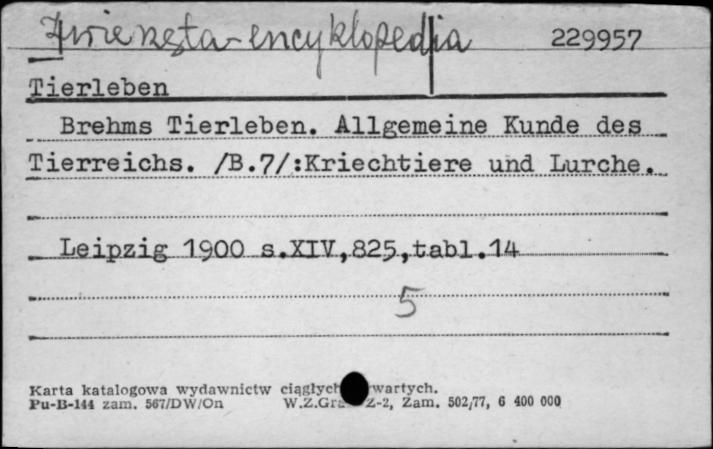 Zwierzęta-encyklopedia 229957
Tierleben
Brehms Tierleben. Allgemeine Kunde des
Tierreichs. /B.7/:Kriechtiere und Lurche.
Leipzig 1900 s.XIV,825,tabl.14
5
Karta katalogowa wydawnictw ciągłych wartych.
Pu-B-144 zam. 567/DW/On W.Z.Gra Z-2, Zam. 502/77, 6 400 000